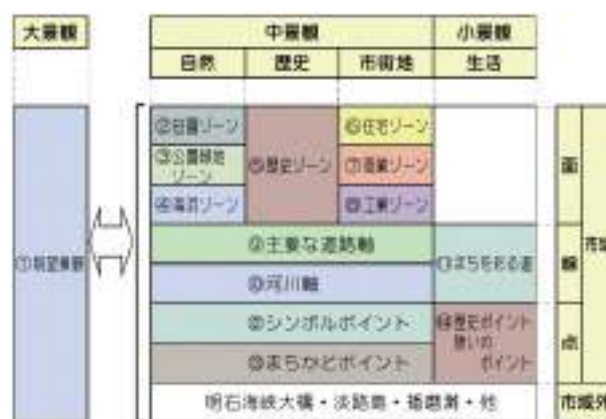 大景観
中景観
小景観
自然
歴史
市街地
生活
②田園ゾーン
③公園緑地
ゾーン
④海浜ゾーン
⑤歴史ゾーン
⑥住宅ゾーン
⑦商業ゾーン
⑧工業ゾーン
面
①眺望景観
⑨主要な道路軸
⑩河川軸
まちをめぐる道
線
市域
⑫シンボルポイント
⑬まちかどポイント
⑭歴史ポイント
憩いの
ポイント
点
明石海峡大橋・淡路島・播磨灘・他
市域外